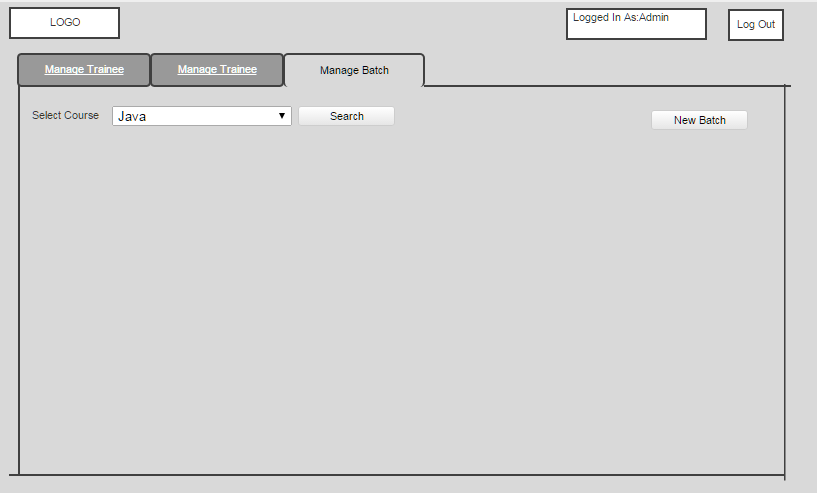 LOGO
Logged In As:Admin
Log Out
Manage Trainee
Manage Trainee
Manage Batch
Select Course
Java
Search
New Batch